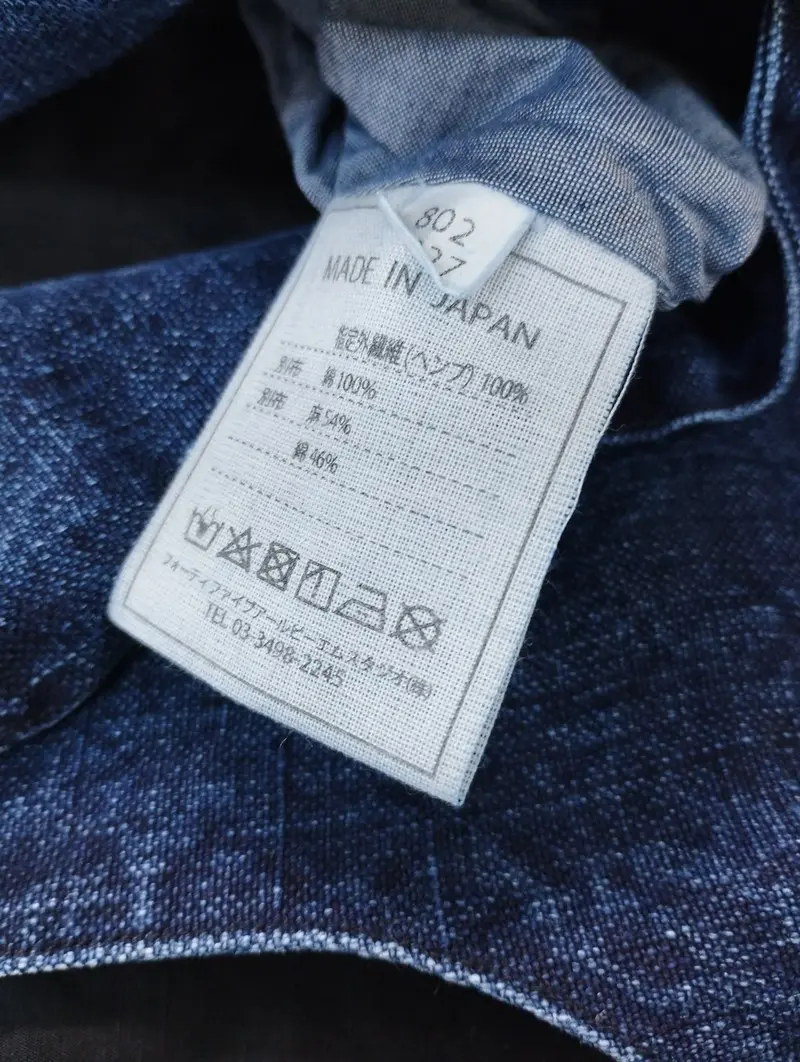 802
27
MADE IN JAPAN
指定外繊維(ヘンプ) 100%
別布 綿100%
別布 麻54%
綿46%
フォーティファイブアールピーエムスタジオ(株)
TEL 03-3498-2245